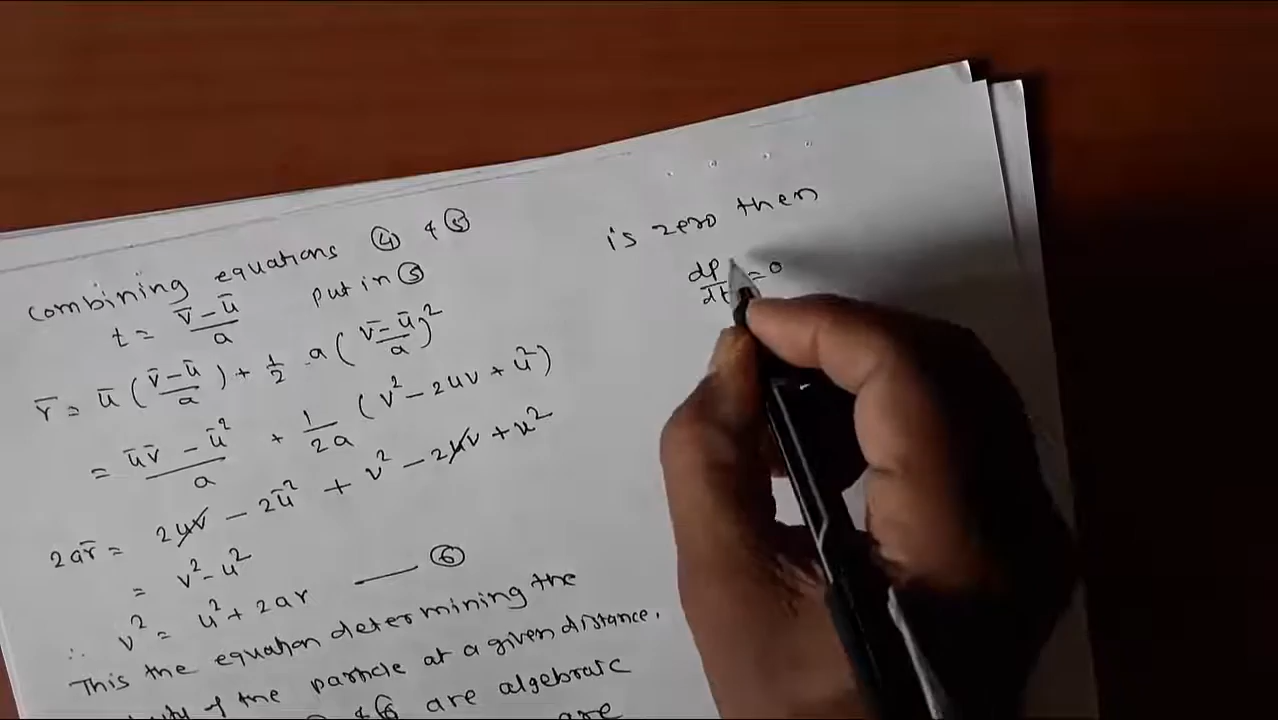 combining equations ④ & ⑤
t = v̄ - ū / a put in ⑤
r̄ = ū ( v̄ - ū / a ) + 1/2 . a ( v̄ - ū / a )²
= ūv̄ - ū² / a + 1/2a ( v² - 2uv + ū² )
2ar̄ = 2uv - 2ū² + v² - 2uv + u²
= v² - u²
∴ v² = u² + 2ar —— ⑥
This the equation determining the
of the particle at a given distance.
& ⑥ are algebraic
are
is zero then
dp/dt = 0